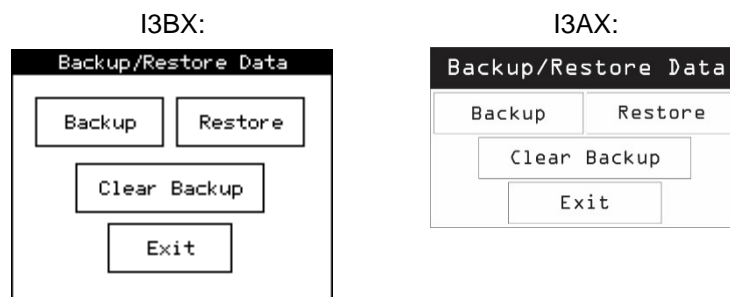 I3BX:
Backup/Restore Data
Backup Restore
Clear Backup
Exit
I3AX:
Backup/Restore Data
Backup Restore
Clear Backup
Exit